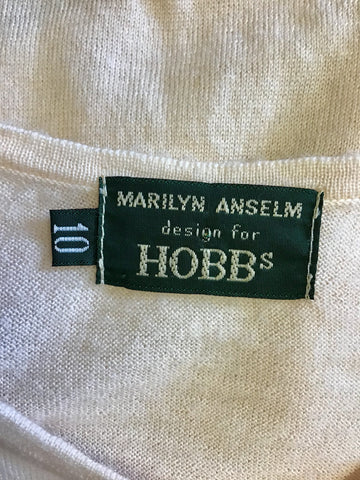 MARILYN ANSELM
design for
HOBBS
10